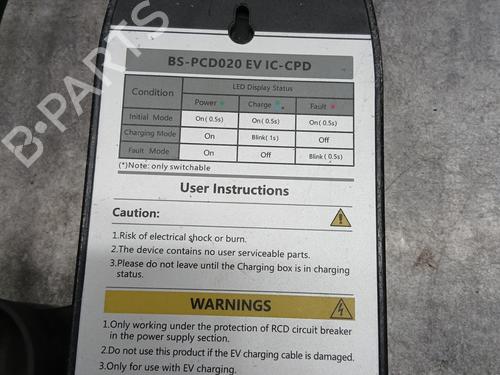 BS-PCD020 EV IC-CPD
Condition
LED Display Status
Power Charge Fault
Initial Mode On(0.5s) On(0.5s) On(0.5s)
Charging Mode On Blink(1s) Off
Fault Mode On Off Blink(0.5s)
(*)Note: only switchable
User Instructions
Caution:
1.Risk of electrical shock or burn.
2.The device contains no user serviceable parts.
3.Please do not leave until the Charging box is in charging
status.
WARNINGS
1.Only working under the protection of RCD circuit breaker
in the power supply section.
2.Do not use this product if the EV charging cable is damaged.
3.Only for use with EV charging.
B-PARTS